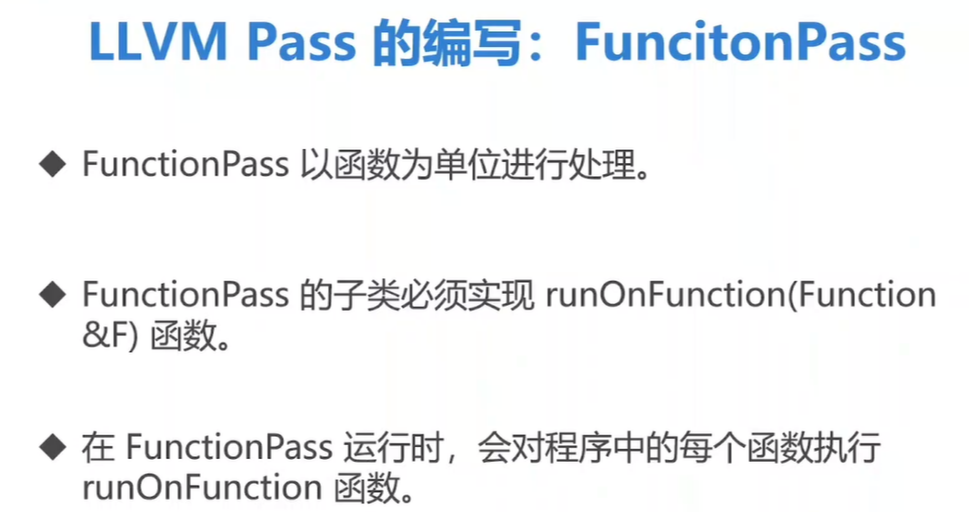 LLVM Pass 的编写：FuncitonPass
◆ FunctionPass 以函数为单位进行处理。
◆ FunctionPass 的子类必须实现 runOnFunction(Function
&F) 函数。
◆ 在 FunctionPass 运行时，会对程序中的每个函数执行
runOnFunction 函数。